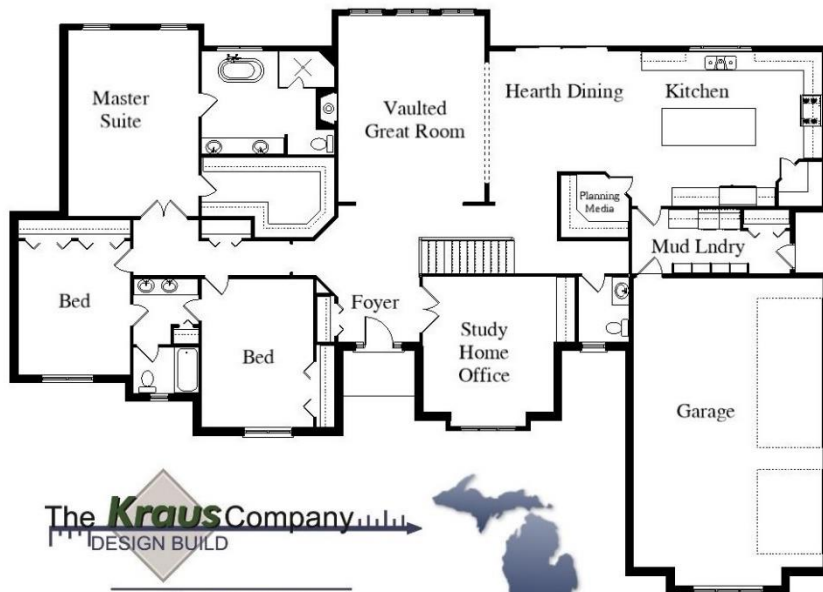 Master
Suite
Vaulted
Great Room
Hearth Dining
Kitchen
Planning
Media
Mud Lndry
Bed
Bed
Foyer
Study
Home
Office
Garage
The Kraus Company
DESIGN BUILD